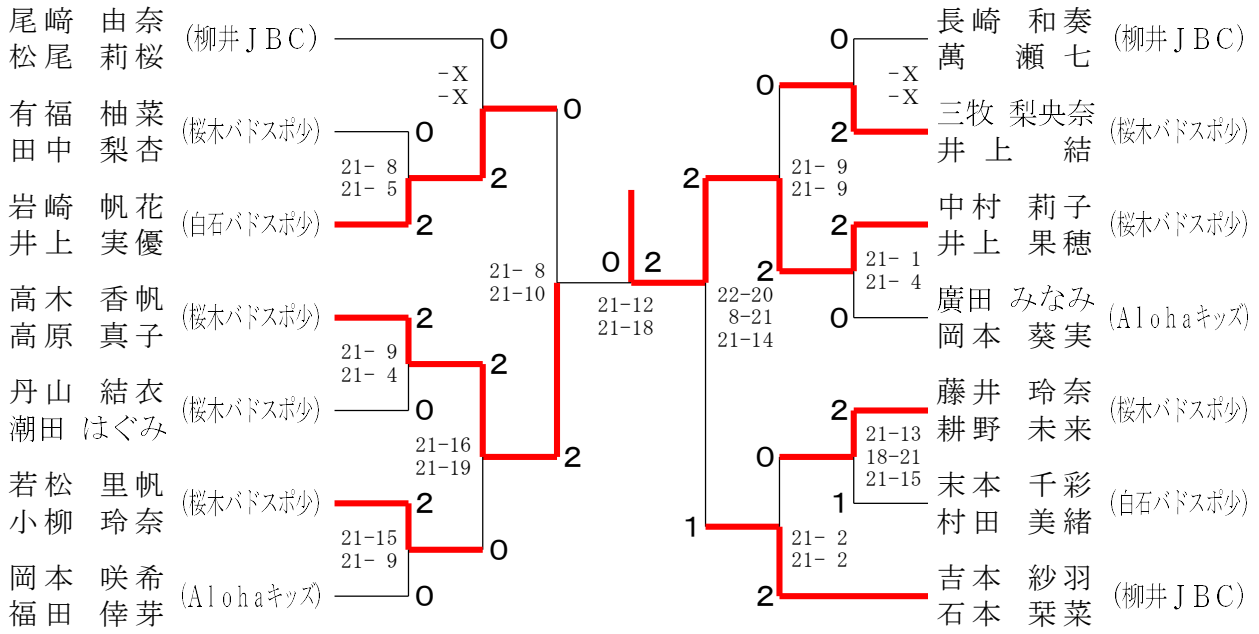 尾﨑 由奈
松尾 莉桜
(柳井JBC)
0
-X
-X
0
有福 柚菜
田中 梨杏
(桜木バドスポ少)
0
21- 8
21- 5
2
岩崎 帆花
井上 実優
(白石バドスポ少)
2
21- 8
21-10
高木 香帆
高原 真子
(桜木バドスポ少)
2
21- 9
21- 4
2
丹山 結衣
潮田 はぐみ
(桜木バドスポ少)
0
21-16
21-19
2
若松 里帆
小柳 玲奈
(桜木バドスポ少)
2
21-15
21- 9
0
岡本 咲希
福田 倖芽
(Alohaキッズ)
0
0 2
21-12
21-18
長崎 和奏
萬 瀬七
(柳井JBC)
0
-X
-X
0
三牧 梨央奈
井上 結
(桜木バドスポ少)
2
21- 9
21- 9
2
中村 莉子
井上 果穂
(桜木バドスポ少)
2
21- 1
21- 4
2
廣田 みなみ
岡本 葵実
(Alohaキッズ)
0
22-20
8-21
21-14
藤井 玲奈
耕野 未来
(桜木バドスポ少)
2
21-13
18-21
21-15
0
末本 千彩
村田 美緒
(白石バドスポ少)
1
1
21- 2
21- 2
吉本 紗羽
石本 栞菜
(柳井JBC)
2